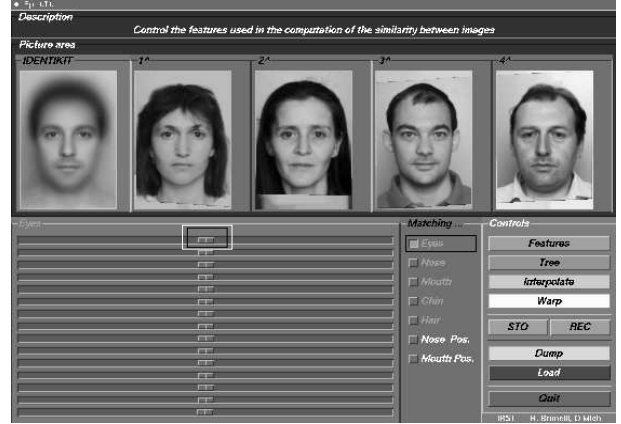 Description
Control the features used in the computation of the similarity between images
Picture area
IDENTIKIT 1^ 2^ 3^ 4^
Eyes
Matching ...
Eyes
Nose
Mouth
Chin
Hair
Nose Pos.
Mouth Pos.
Controls
Features
Tree
Interpolate
Warp
STO REC
Dump
Load
Quit
IRST